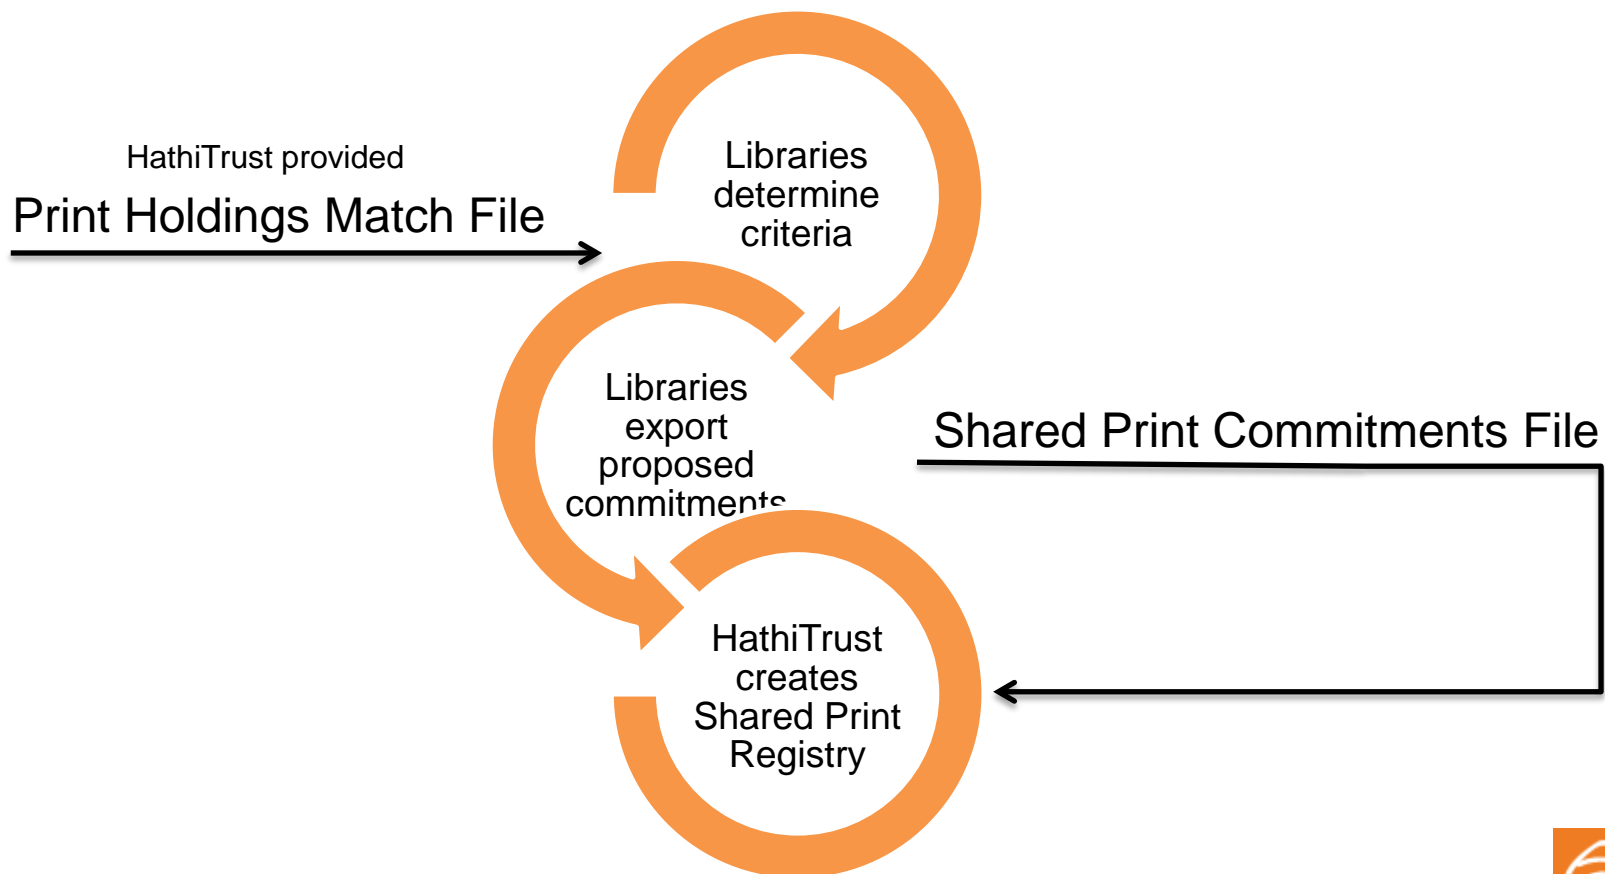 HathiTrust provided
Print Holdings Match File
Libraries
determine
criteria
Libraries
export
proposed
commitments
Shared Print Commitments File
HathiTrust
creates
Shared Print
Registry